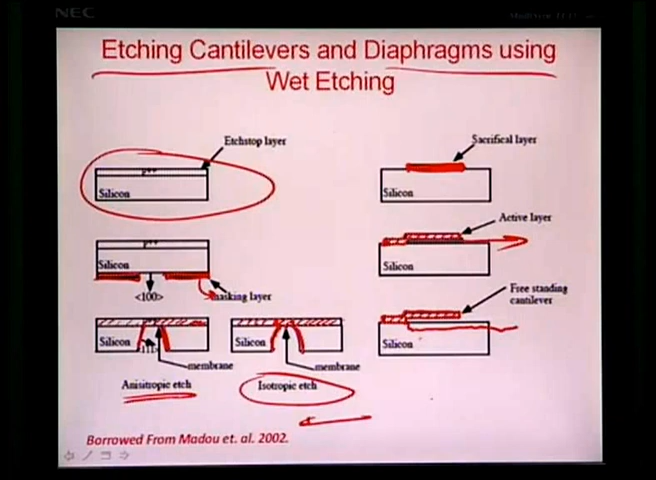 NEC
Etching Cantilevers and Diaphragms using
Wet Etching
Etchstop layer
P++
Silicon
P++
Silicon
<100>
masking layer
Silicon
membrane
Anisitropic etch
Silicon
membrane
Isotropic etch
Sacrifical layer
Silicon
Active layer
Silicon
Free standing
cantilever
Silicon
Borrowed From Madou et. al. 2002.